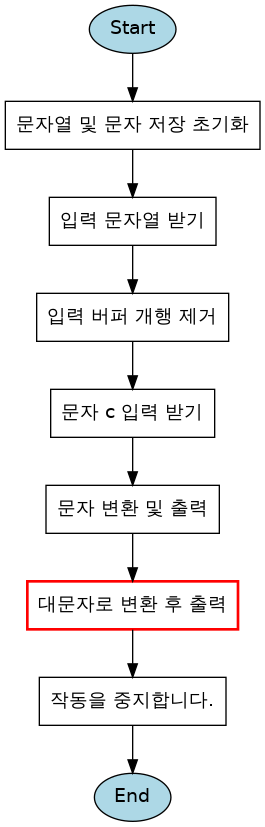 Start
문자열 및 문자 저장 초기화
입력 문자열 받기
입력 버퍼 개행 제거
문자 c 입력 받기
문자 변환 및 출력
대문자로 변환 후 출력
작동을 중지합니다.
End